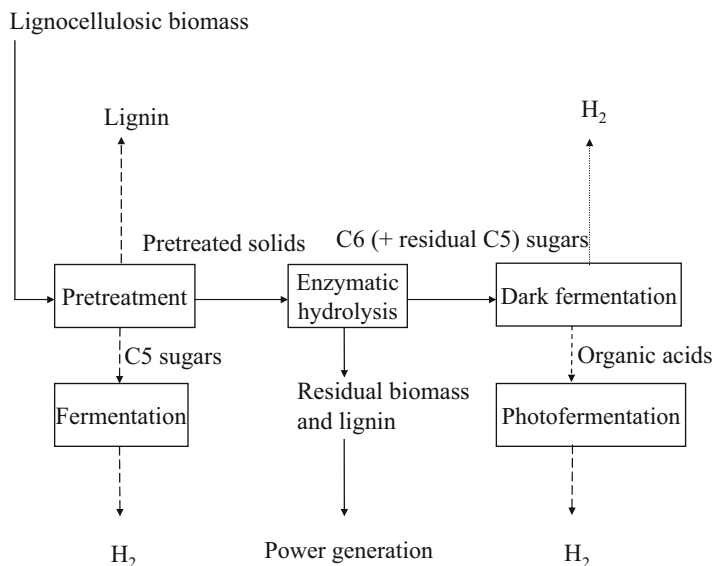 Lignocellulosic biomass
Lignin
H₂
Pretreated solids
C6 (+ residual C5) sugars
Pretreatment
Enzymatic
hydrolysis
Dark fermentation
C5 sugars
Organic acids
Fermentation
Residual biomass
and lignin
Photofermentation
H₂
Power generation
H₂